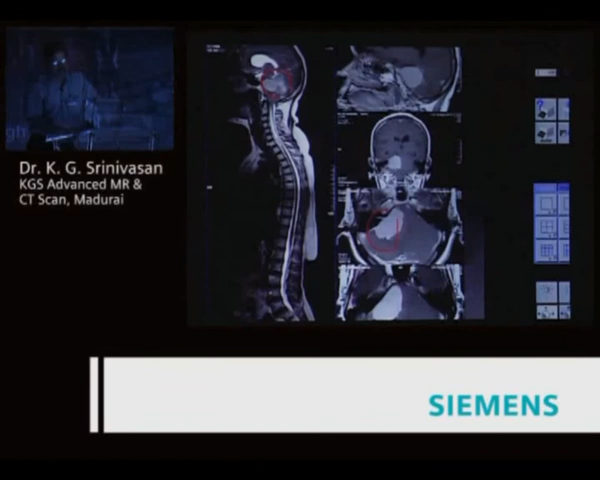 Dr. K. G. Srinivasan
KGS Advanced MR &
CT Scan, Madurai
SIEMENS